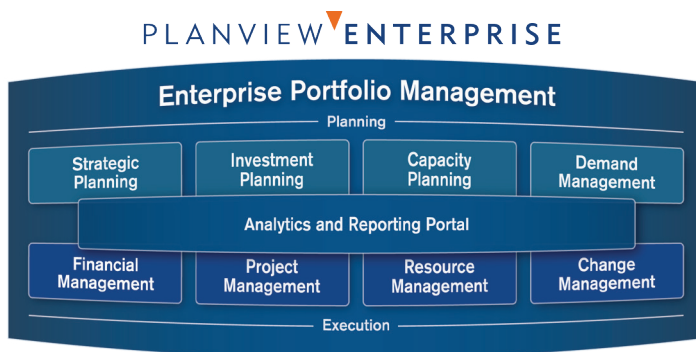 PLANVIEW ENTERPRISE
Enterprise Portfolio Management
Planning
Strategic
Planning
Investment
Planning
Capacity
Planning
Demand
Management
Analytics and Reporting Portal
Financial
Management
Project
Management
Resource
Management
Change
Management
Execution